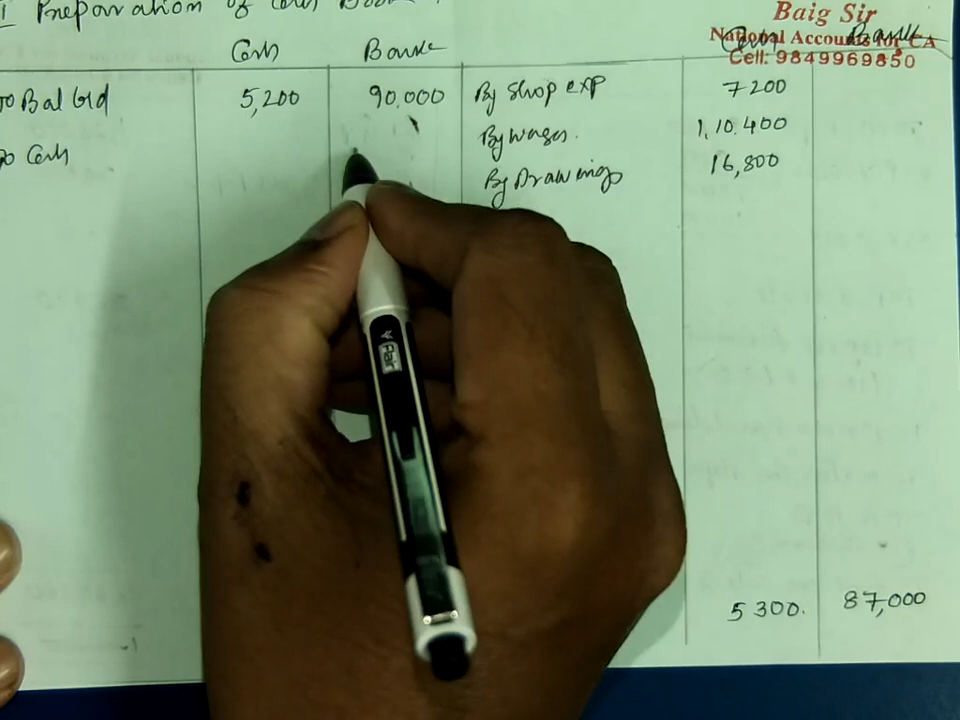 II Preparation of Cash Book
Baig Sir
National Accounts for CA
Cell: 9849969850
Cash Bank
Cash Bank
To Bal b/d 5,200 90,000 By Shop exp 7200
By wages. 1,10,400
To Cash
By Drawings 16,800
5300. 87,000
Flair